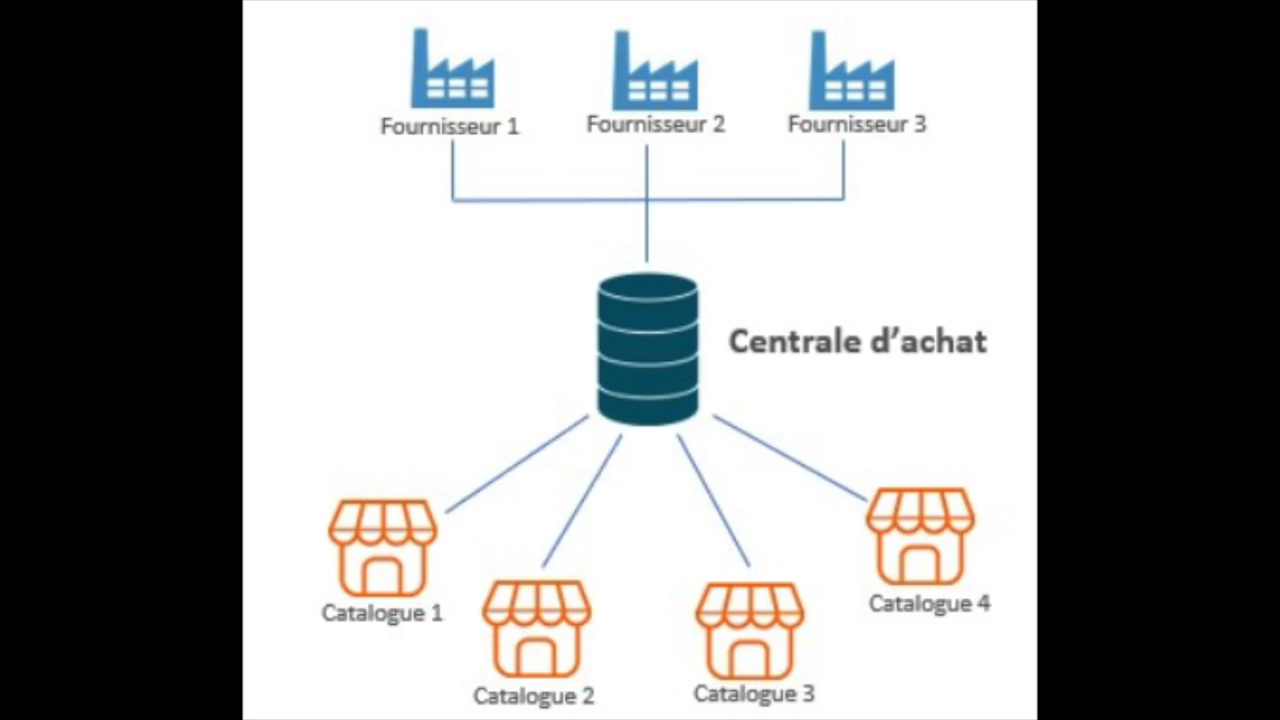 Fournisseur 1
Fournisseur 2
Fournisseur 3
Centrale d'achat
Catalogue 1
Catalogue 2
Catalogue 3
Catalogue 4